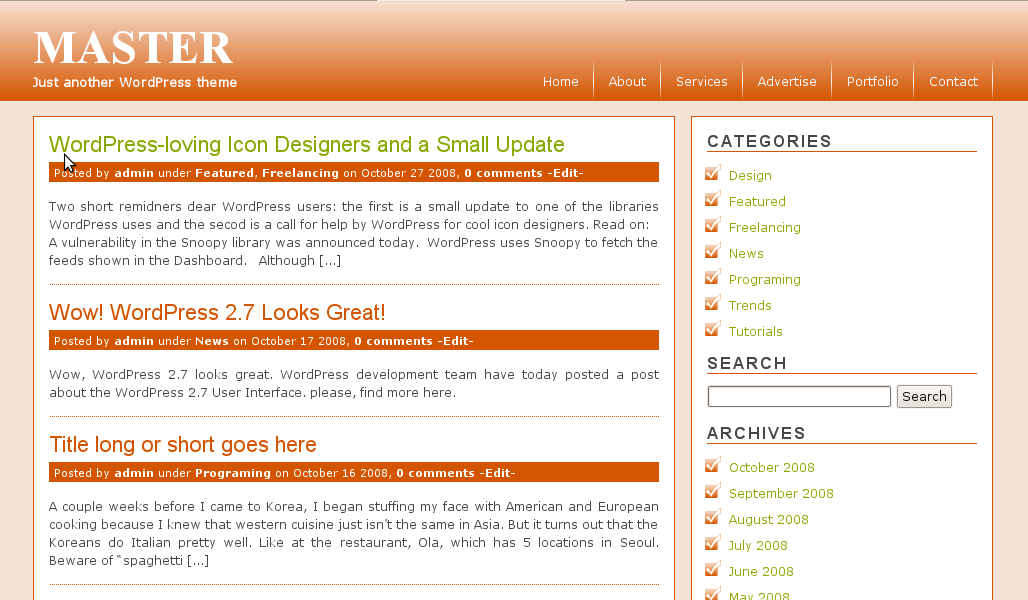 MASTER
Just another WordPress theme
Home
About
Services
Advertise
Portfolio
Contact
WordPress-loving Icon Designers and a Small Update
Posted by admin under Featured, Freelancing on October 27 2008, 0 comments -Edit-
Two short remidners dear WordPress users: the first is a small update to one of the libraries
WordPress uses and the secod is a call for help by WordPress for cool icon designers. Read on:
A vulnerability in the Snoopy library was announced today. WordPress uses Snoopy to fetch the
feeds shown in the Dashboard. Although [...]
Wow! WordPress 2.7 Looks Great!
Posted by admin under News on October 17 2008, 0 comments -Edit-
Wow, WordPress 2.7 looks great. WordPress development team have today posted a post
about the WordPress 2.7 User Interface. please, find more here.
Title long or short goes here
Posted by admin under Programing on October 16 2008, 0 comments -Edit-
A couple weeks before I came to Korea, I began stuffing my face with American and European
cooking because I knew that western cuisine just isn’t the same in Asia. But it turns out that the
Koreans do Italian pretty well. Like at the restaurant, Ola, which has 5 locations in Seoul.
Beware of “spaghetti [...]
CATEGORIES
Design
Featured
Freelancing
News
Programing
Trends
Tutorials
SEARCH
Search
ARCHIVES
October 2008
September 2008
August 2008
July 2008
June 2008
May 2008